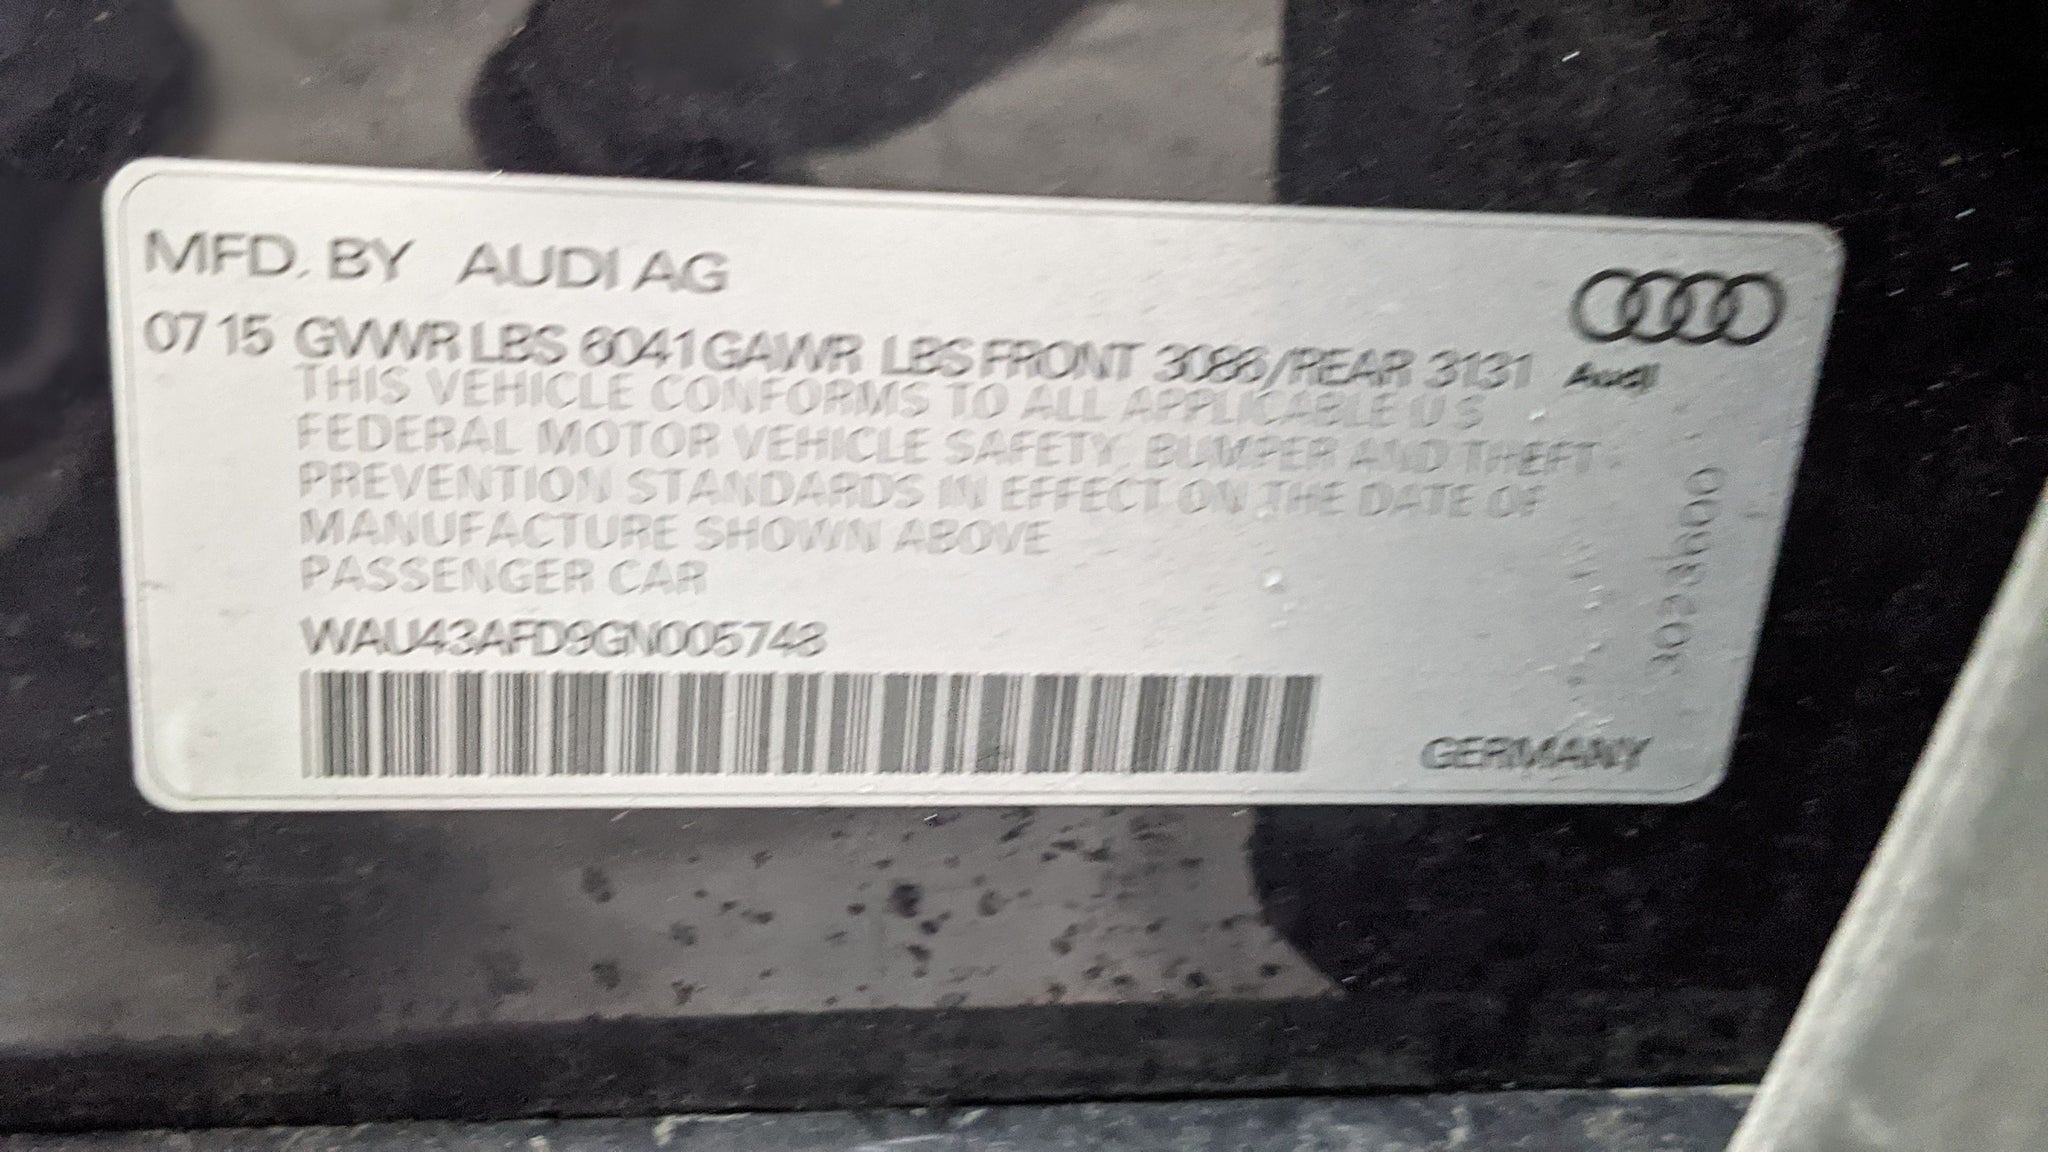 MFD. BY AUDI AG
07 15 GVWR LBS 6041 GAWR LBS FRONT 3086/REAR 3131
Audi
THIS VEHICLE CONFORMS TO ALL APPLICABLE U S
FEDERAL MOTOR VEHICLE SAFETY, BUMPER AND THEFT
PREVENTION STANDARDS IN EFFECT ON THE DATE OF
MANUFACTURE SHOWN ABOVE
PASSENGER CAR
WAU43AFD9GN005748
GERMANY